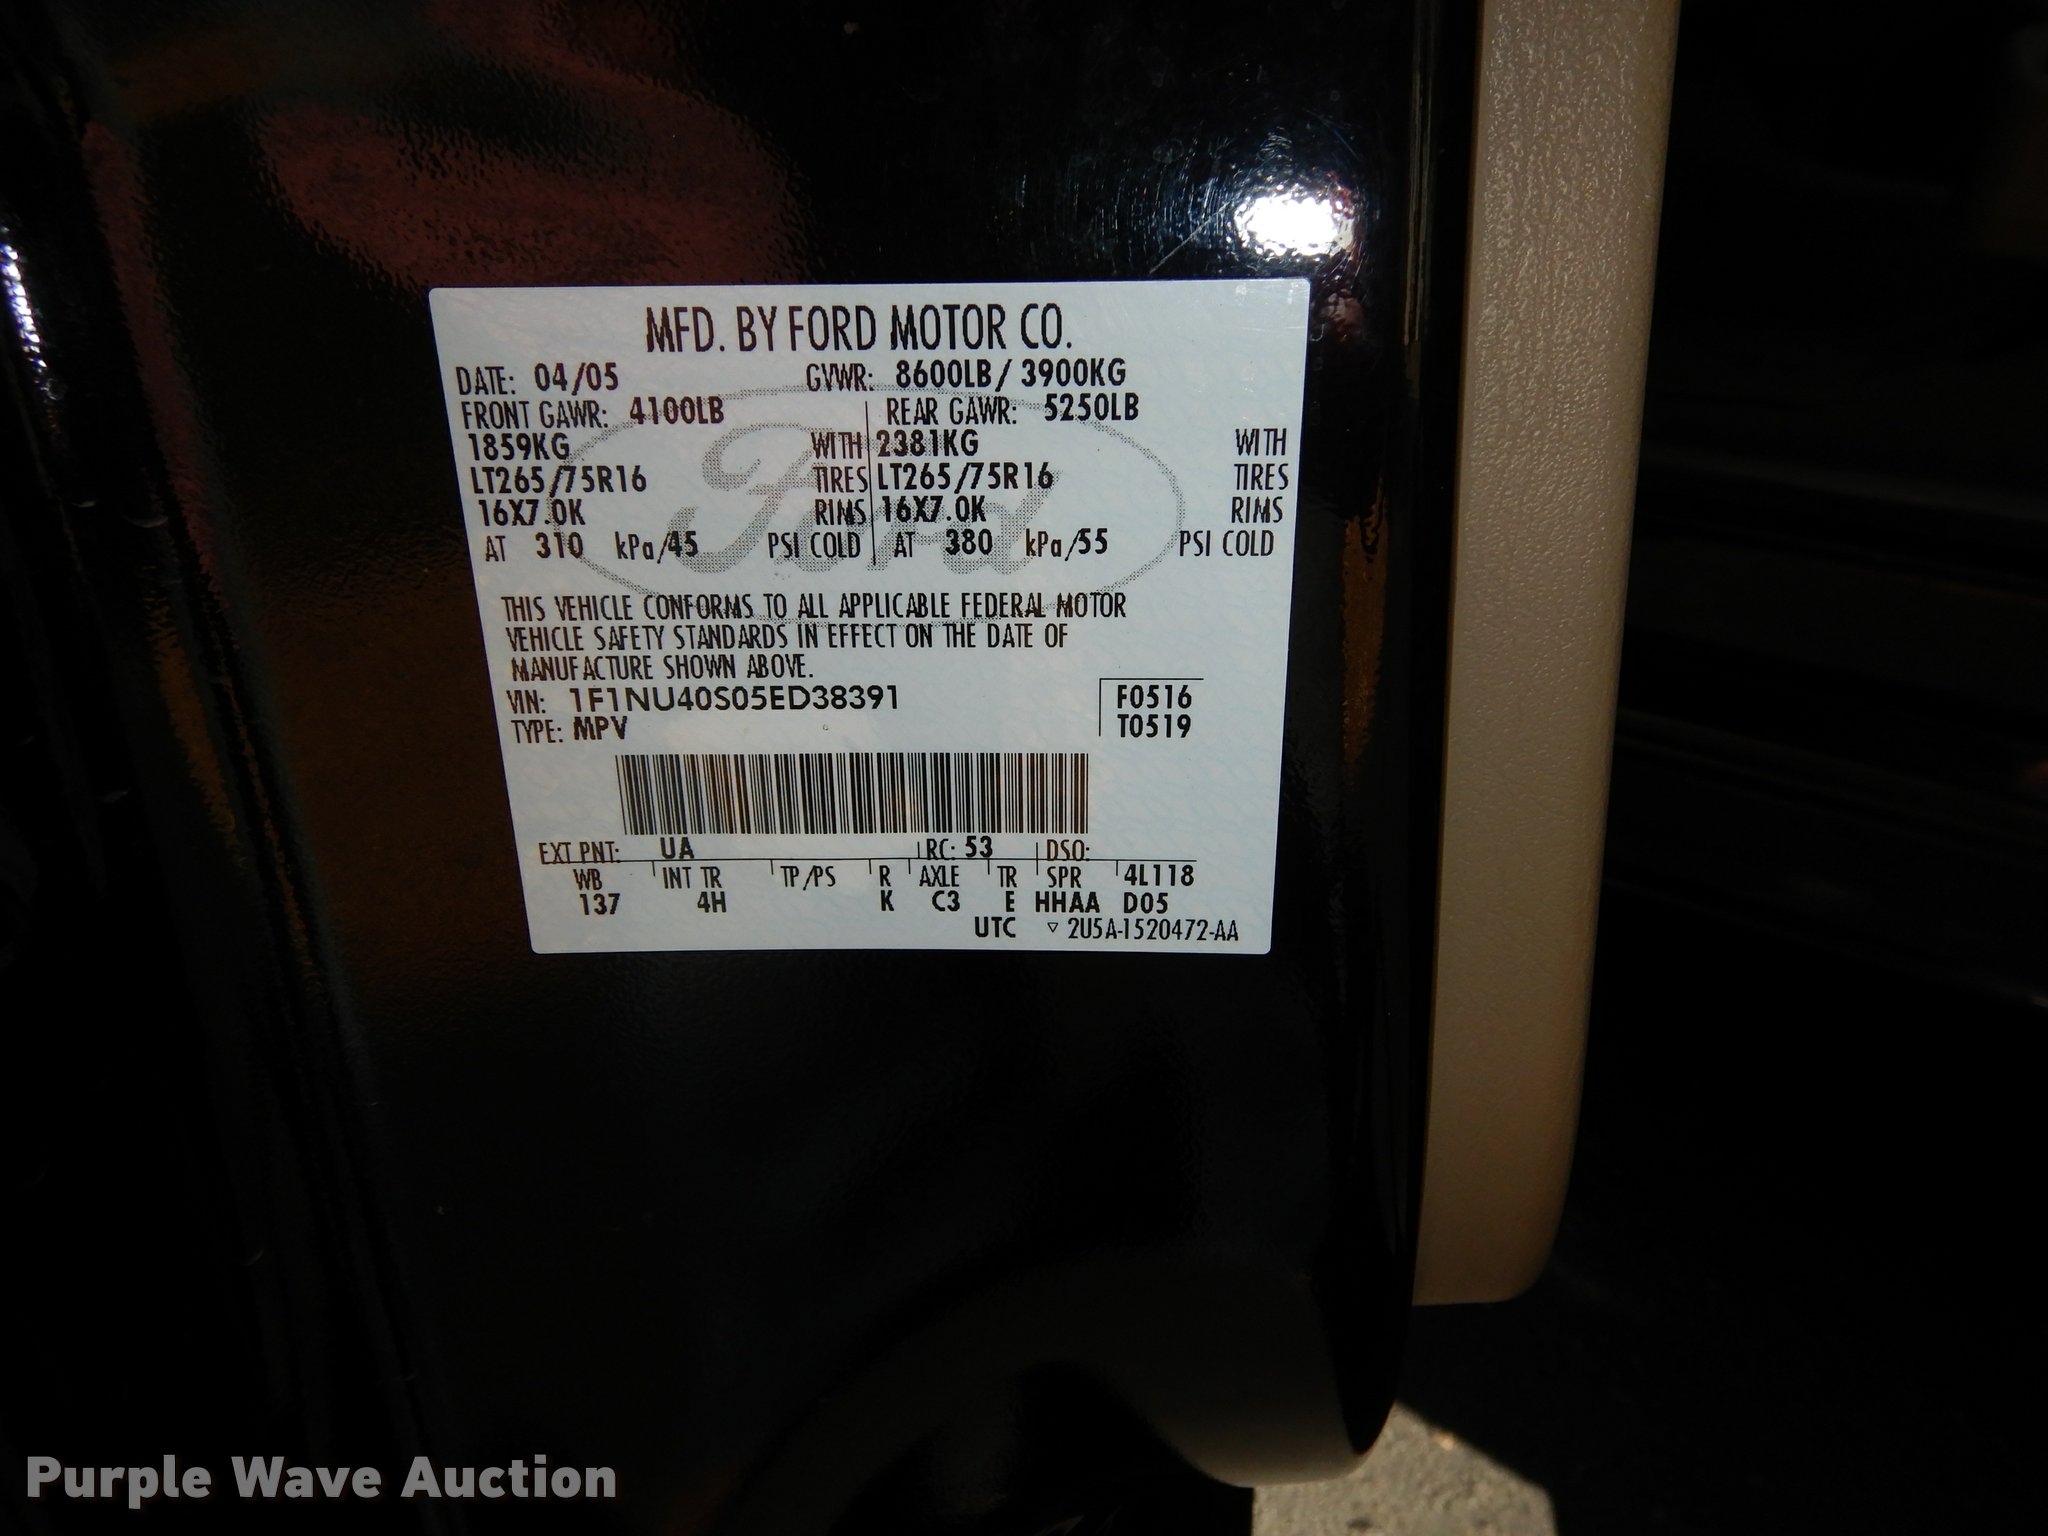 MFD. BY FORD MOTOR CO.
DATE: 04/05 GVWR: 8600LB/ 3900KG
FRONT GAWR: 4100LB REAR GAWR: 5250LB
1859KG WITH 2381KG WITH
LT265/75R16 TIRES LT265/75R16 TIRES
16X7.0K RIMS 16X7.0K RIMS
AT 310 kPa/45 PSI COLD AT 380 kPa/55 PSI COLD
Ford
THIS VEHICLE CONFORMS TO ALL APPLICABLE FEDERAL MOTOR
VEHICLE SAFETY STANDARDS IN EFFECT ON THE DATE OF
MANUFACTURE SHOWN ABOVE.
VIN: 1F1NU40S05ED38391 F0516
TYPE: MPV T0519
EXT PNT: UA RC: 53 DSO:
WB INT TR TP/PS R AXLE TR SPR 4L118
137 4H K C3 E HHAA D05
UTC ▽ 2U5A-1520472-AA
Purple Wave Auction